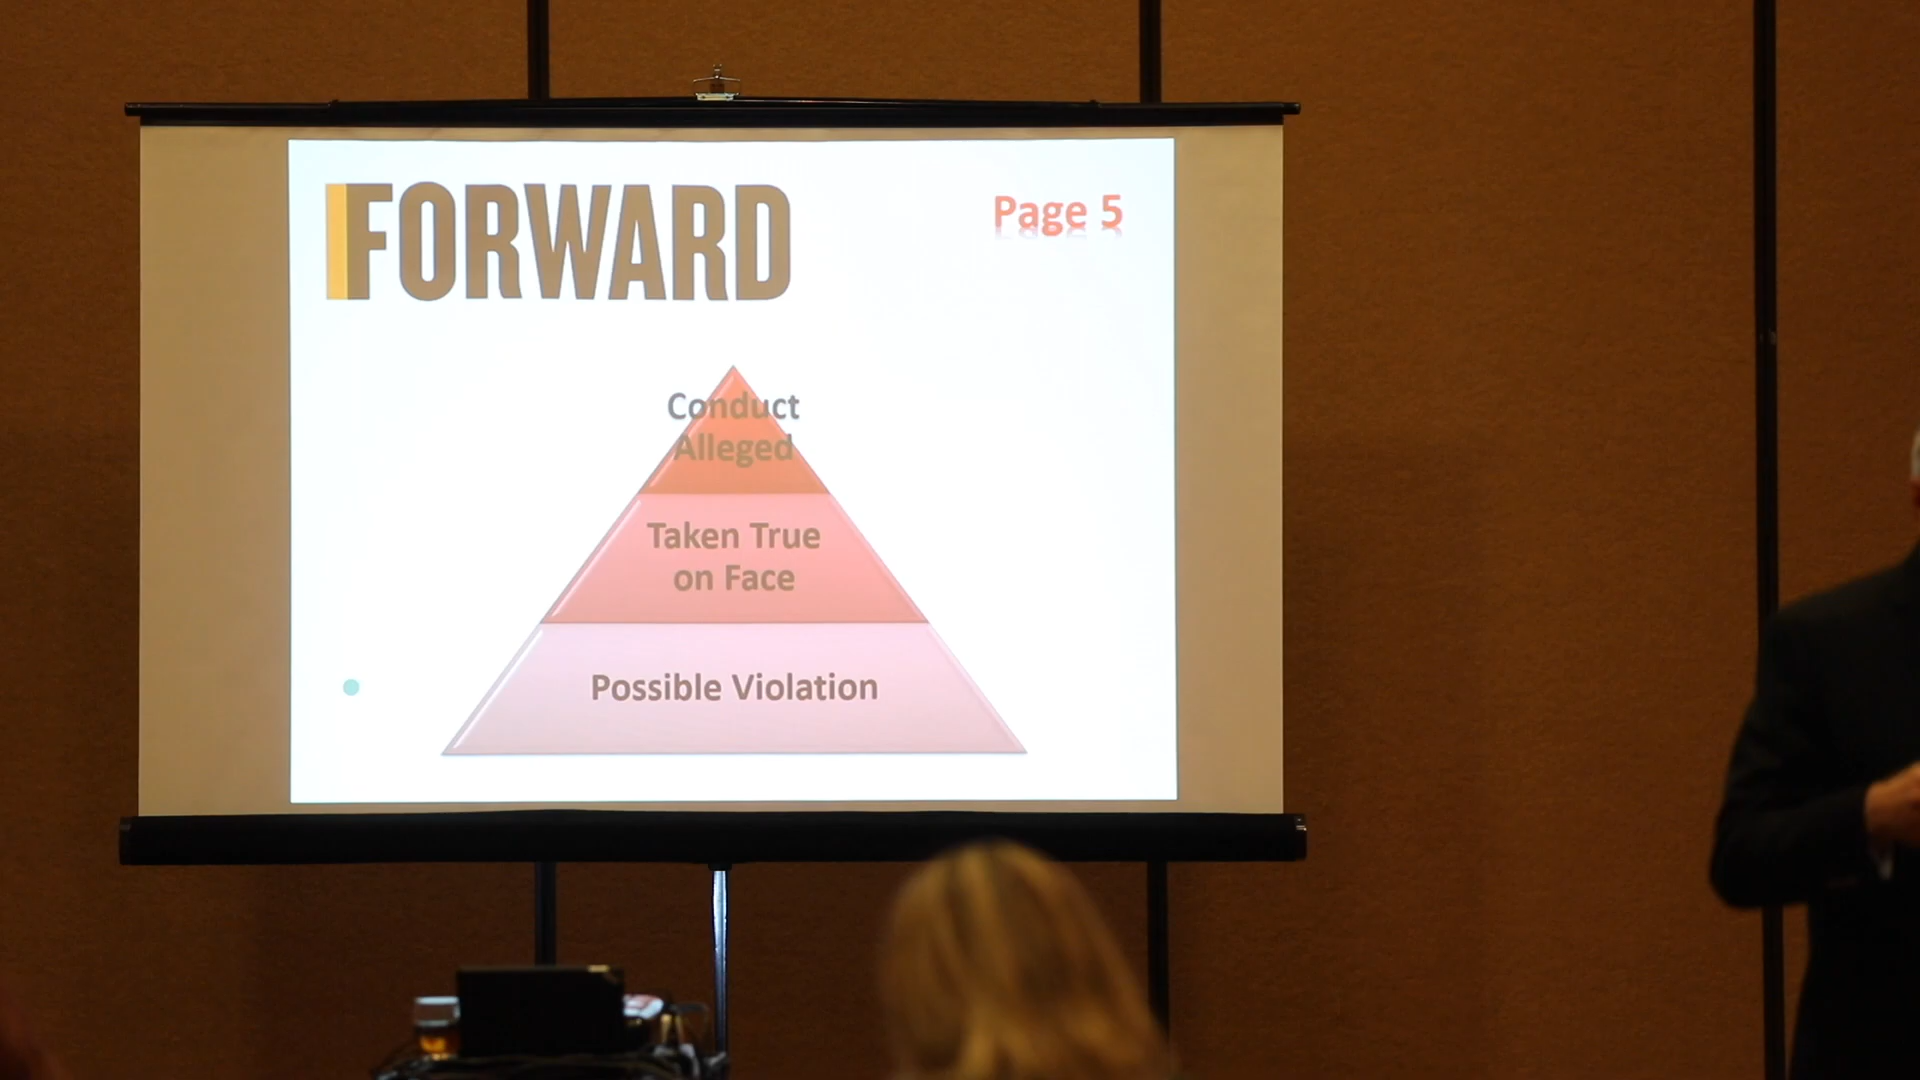 FORWARD
Page 5
Conduct
Alleged
Taken True
on Face
Possible Violation